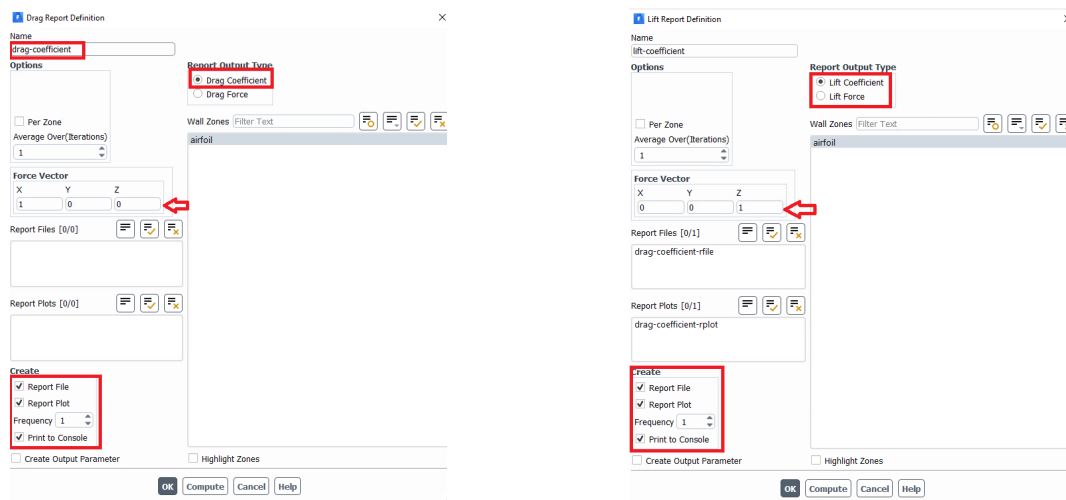 Drag Report Definition
Name
drag-coefficient
Options
Per Zone
Average Over(Iterations)
1
Report Output Type
Drag Coefficient
Drag Force
Wall Zones Filter Text
airfoil
Force Vector
X Y Z
1 0 0
Report Files [0/0]
Report Plots [0/0]
Create
Report File
Report Plot
Frequency 1
Print to Console
Create Output Parameter
Highlight Zones
OK Compute Cancel Help
Lift Report Definition
Name
lift-coefficient
Options
Per Zone
Average Over(Iterations)
1
Report Output Type
Lift Coefficient
Lift Force
Wall Zones Filter Text
airfoil
Force Vector
X Y Z
0 0 1
Report Files [0/1]
drag-coefficient-rfile
Report Plots [0/1]
drag-coefficient-rplot
Create
Report File
Report Plot
Frequency 1
Print to Console
Create Output Parameter
Highlight Zones
OK Compute Cancel Help